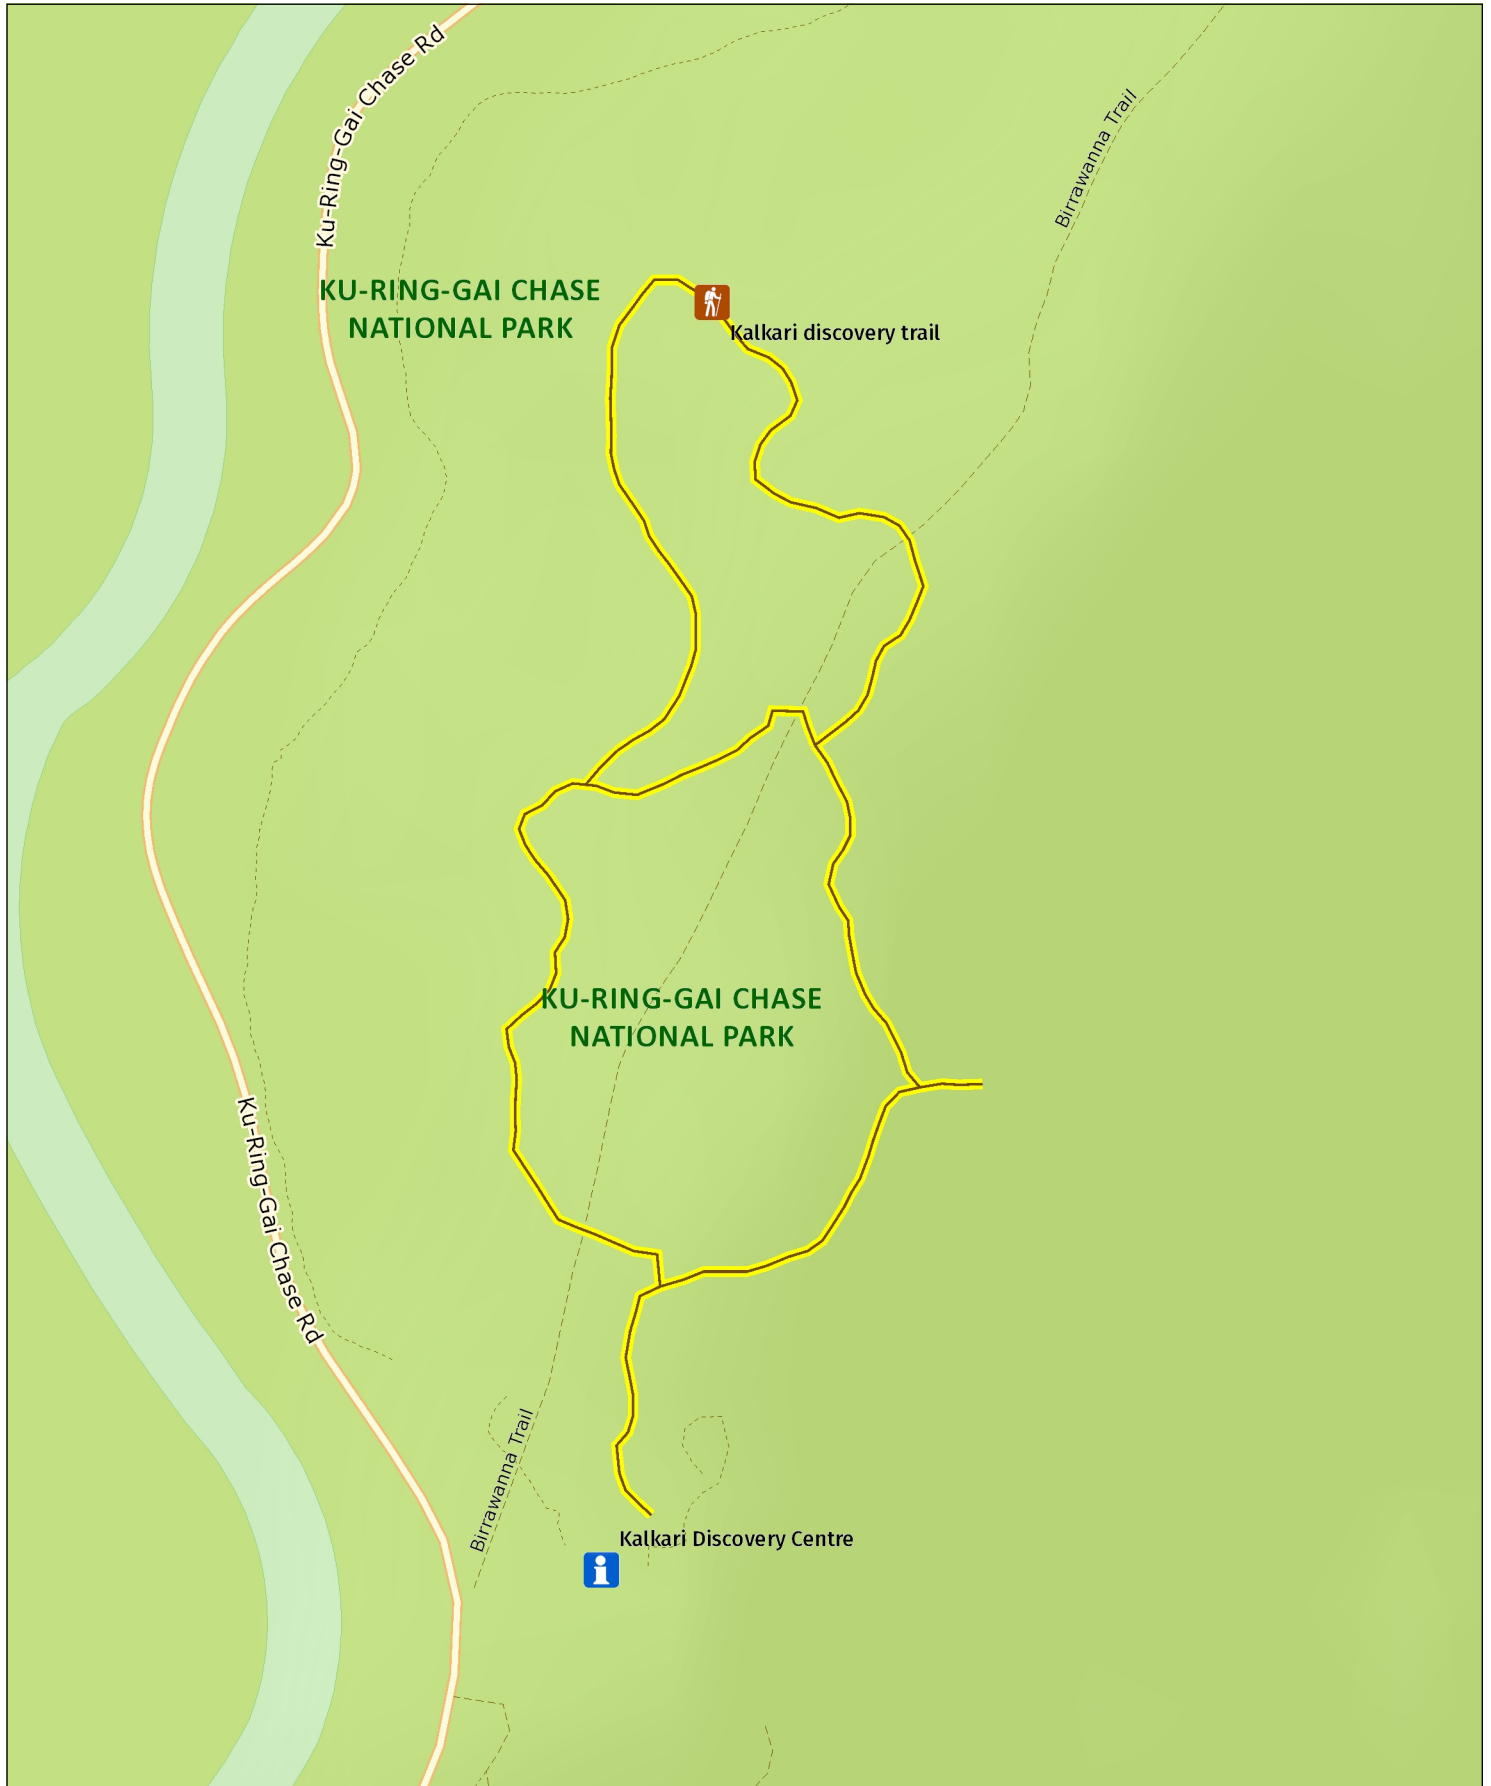 Ku-Ring-Gai Chase Rd
Birrawanna Trail
KU-RING-GAI CHASE
NATIONAL PARK
Kalkari discovery trail
KU-RING-GAI CHASE
NATIONAL PARK
Ku-Ring-Gai Chase Rd
Birrawanna Trail
Kalkari Discovery Centre